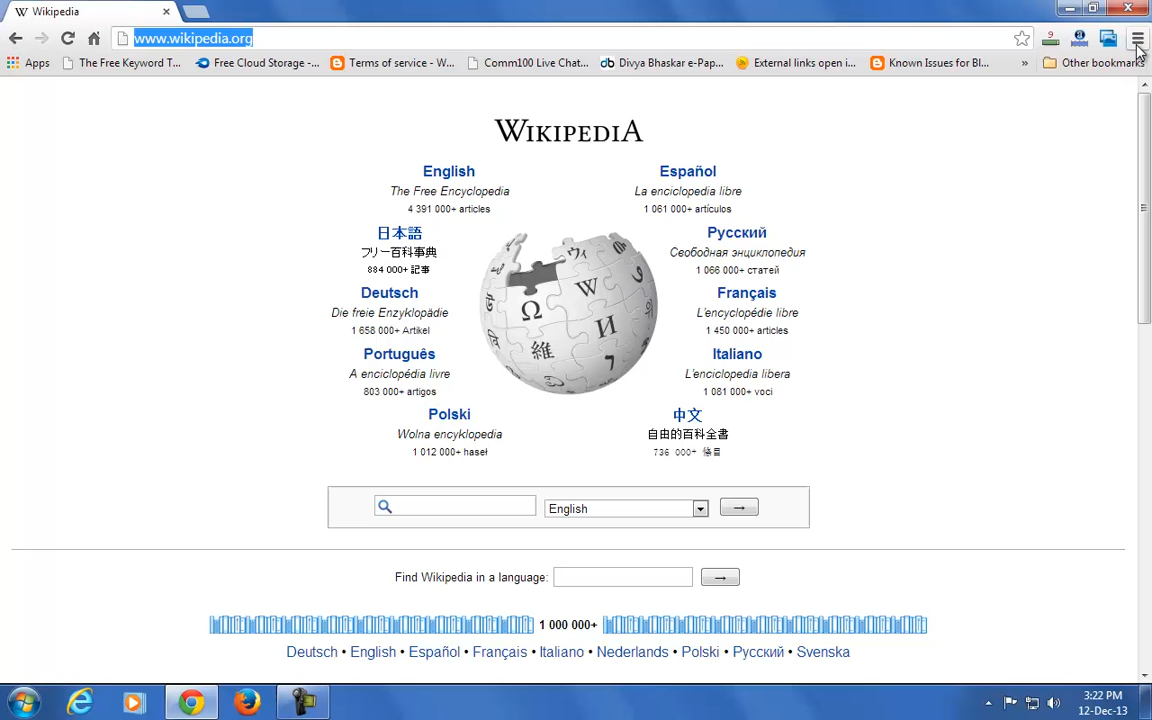 Wikipedia
www.wikipedia.org
9
Apps
The Free Keyword T...
Free Cloud Storage -...
Terms of service - W...
Comm100 Live Chat...
Divya Bhaskar e-Pap...
External links open i...
Known Issues for Bl...
»
Other bookmarks
WIKIPEDIA
English
The Free Encyclopedia
4 391 000+ articles
Español
La enciclopedia libre
1 061 000+ artículos
日本語
フリー百科事典
884 000+ 記事
Русский
Свободная энциклопедия
1 066 000+ статей
Deutsch
Die freie Enzyklopädie
1 658 000+ Artikel
Français
L'encyclopédie libre
1 450 000+ articles
Português
A enciclopédia livre
803 000+ artigos
Italiano
L'enciclopedia libera
1 081 000+ voci
Polski
Wolna encyklopedia
1 012 000+ haseł
中文
自由的百科全書
736 000+ 條目
Ω
W
И
維
ウィ
7
English
→
Find Wikipedia in a language:
→
1 000 000+
Deutsch • English • Español • Français • Italiano • Nederlands • Polski • Русский • Svenska
3:22 PM
12-Dec-13